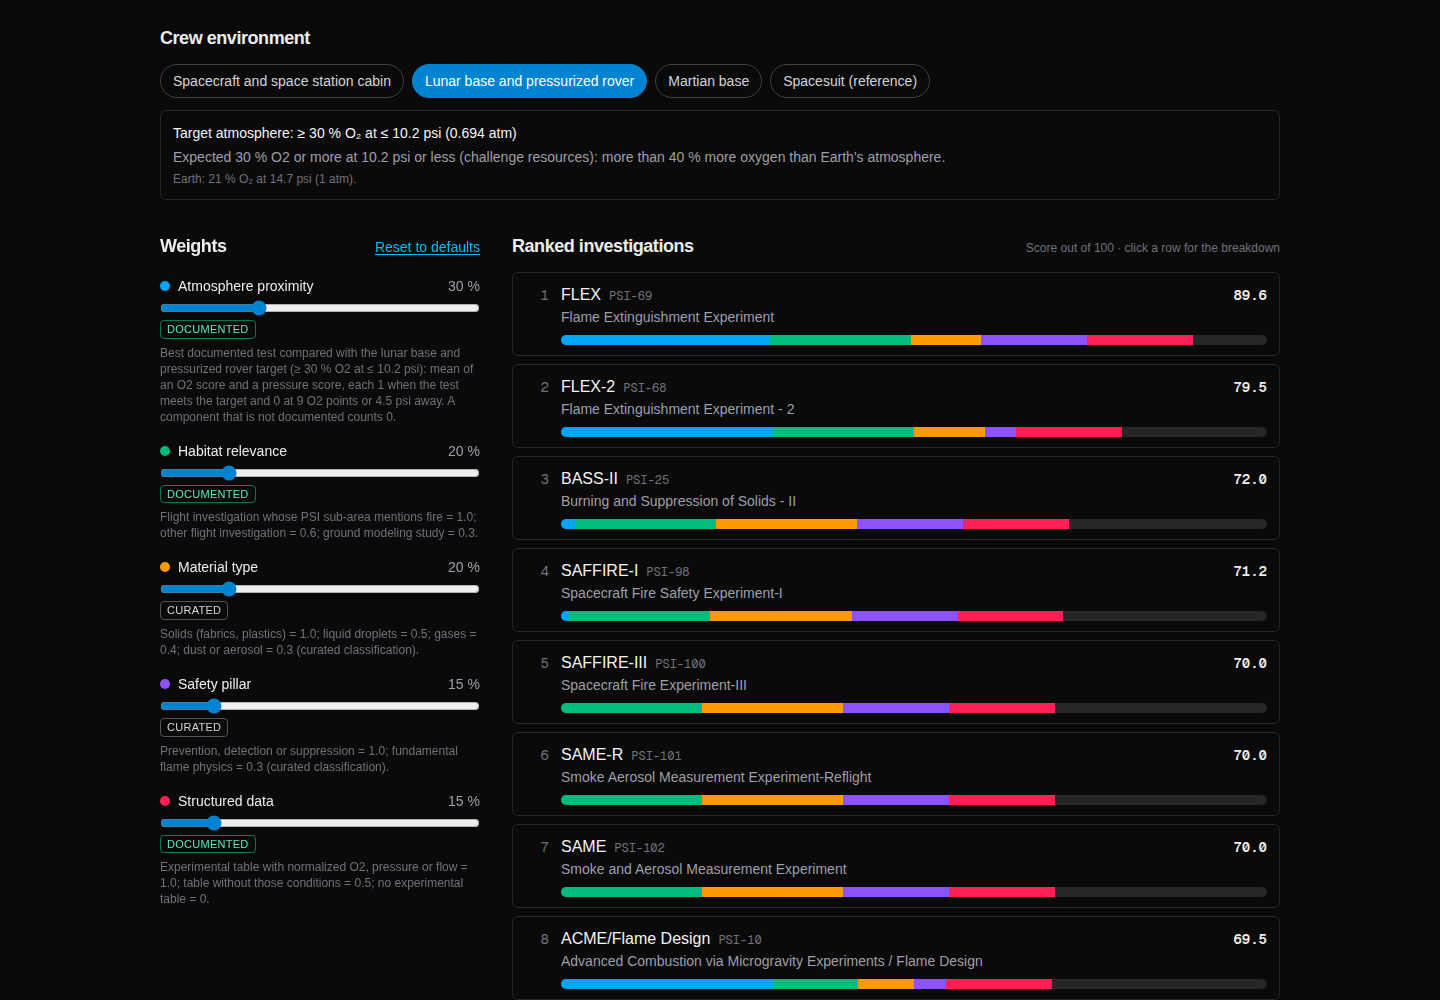 Crew environment
Spacecraft and space station cabin
Lunar base and pressurized rover
Martian base
Spacesuit (reference)
Target atmosphere: ≥ 30 % O₂ at ≤ 10.2 psi (0.694 atm)
Expected 30 % O2 or more at 10.2 psi or less (challenge resources): more than 40 % more oxygen than Earth's atmosphere.
Earth: 21 % O₂ at 14.7 psi (1 atm).
Weights
Reset to defaults
Atmosphere proximity
30 %
DOCUMENTED
Best documented test compared with the lunar base and
pressurized rover target (≥ 30 % O2 at ≤ 10.2 psi): mean of
an O2 score and a pressure score, each 1 when the test
meets the target and 0 at 9 O2 points or 4.5 psi away. A
component that is not documented counts 0.
Habitat relevance
20 %
DOCUMENTED
Flight investigation whose PSI sub-area mentions fire = 1.0;
other flight investigation = 0.6; ground modeling study = 0.3.
Material type
20 %
CURATED
Solids (fabrics, plastics) = 1.0; liquid droplets = 0.5; gases =
0.4; dust or aerosol = 0.3 (curated classification).
Safety pillar
15 %
CURATED
Prevention, detection or suppression = 1.0; fundamental
flame physics = 0.3 (curated classification).
Structured data
15 %
DOCUMENTED
Experimental table with normalized O2, pressure or flow =
1.0; table without those conditions = 0.5; no experimental
table = 0.
Ranked investigations
Score out of 100 · click a row for the breakdown
1 FLEX PSI-69 89.6
Flame Extinguishment Experiment
2 FLEX-2 PSI-68 79.5
Flame Extinguishment Experiment - 2
3 BASS-II PSI-25 72.0
Burning and Suppression of Solids - II
4 SAFFIRE-I PSI-98 71.2
Spacecraft Fire Safety Experiment-I
5 SAFFIRE-III PSI-100 70.0
Spacecraft Fire Experiment-III
6 SAME-R PSI-101 70.0
Smoke Aerosol Measurement Experiment-Reflight
7 SAME PSI-102 70.0
Smoke and Aerosol Measurement Experiment
8 ACME/Flame Design PSI-10 69.5
Advanced Combustion via Microgravity Experiments / Flame Design